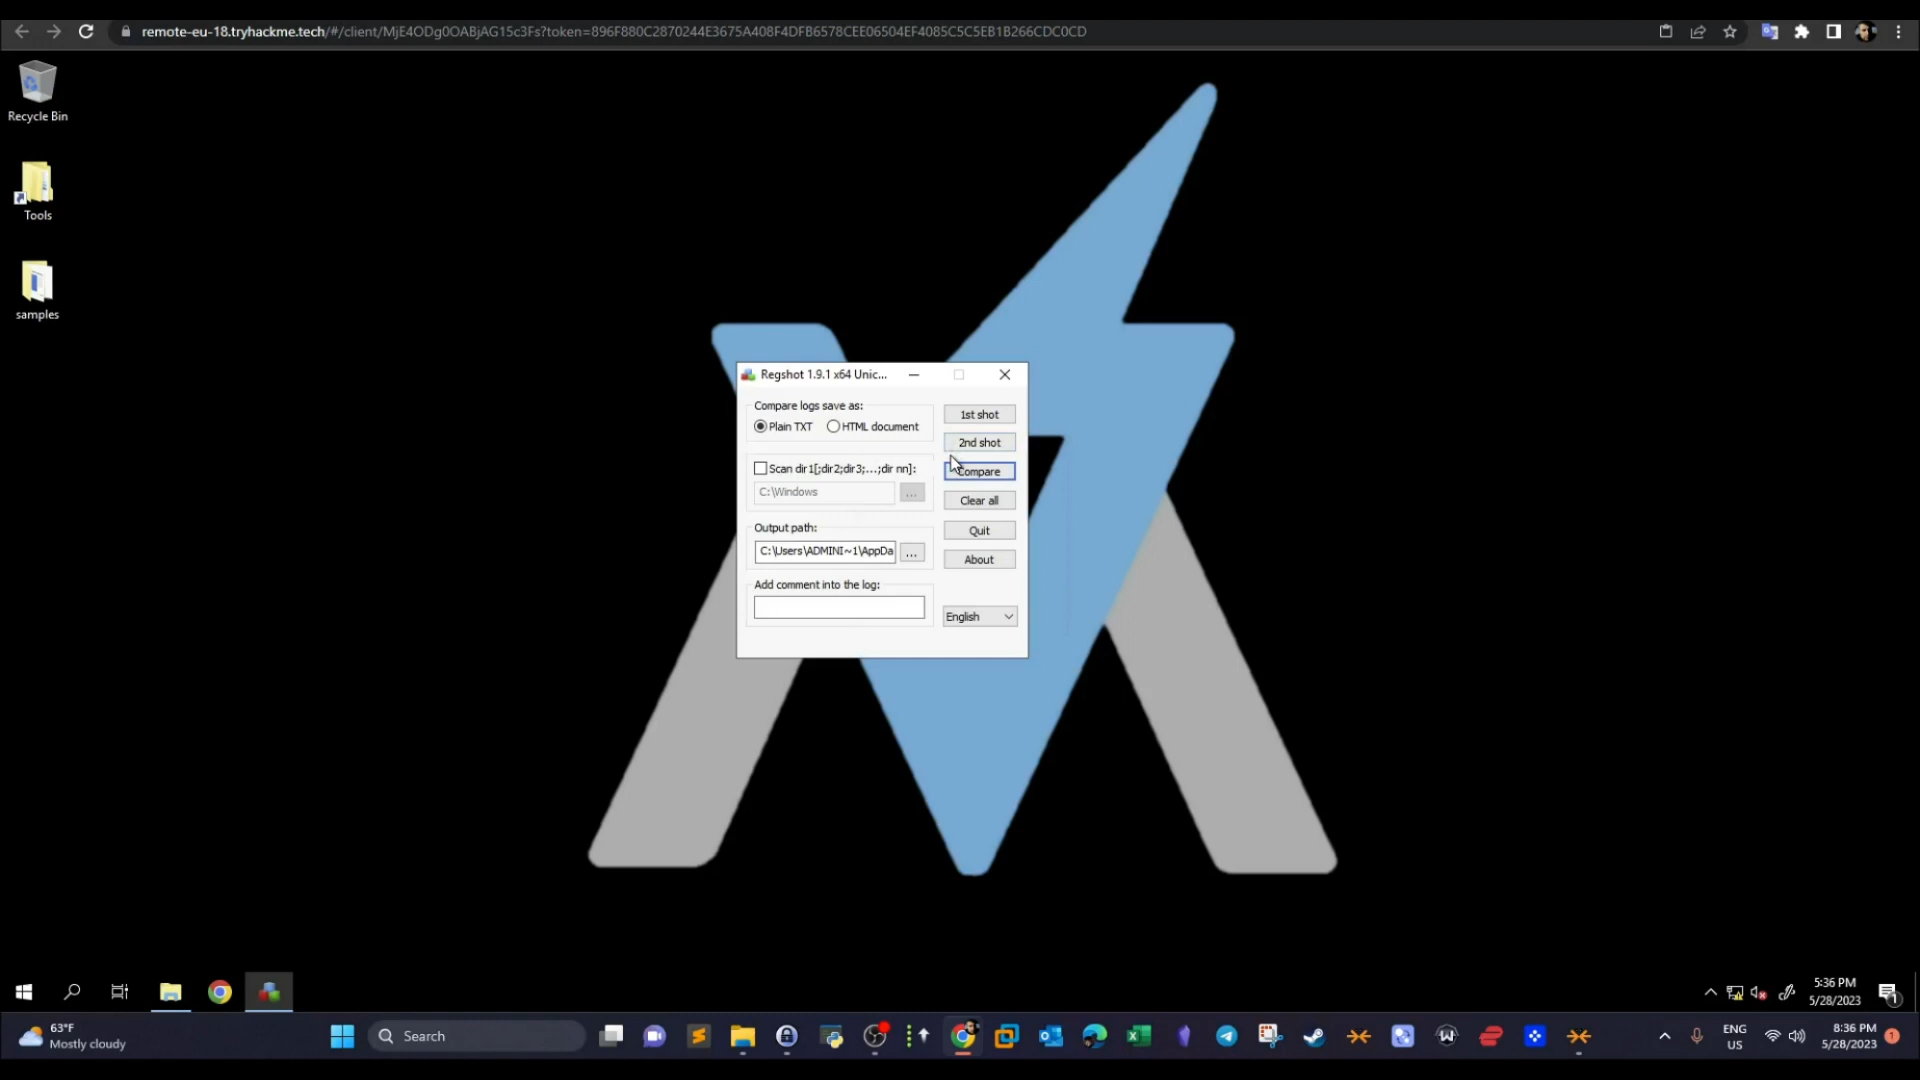 remote-eu-18.tryhackme.tech/#/client/MjE4ODg0OABjAG15c3Fs?token=896F880C2870244E3675A408F4DFB6578CEE06504EF4085C5C5EB1B266CDC0CD
Recycle Bin
Tools
samples
Regshot 1.9.1 x64 Unic...
Compare logs save as:
Plain TXT
HTML document
1st shot
2nd shot
Scan dir1[;dir2;dir3;...;dir nn]:
Compare
C:\Windows
...
Clear all
Output path:
Quit
C:\Users\ADMINI~1\AppDa
...
About
Add comment into the log:
English
5:36 PM
5/28/2023
1
63°F
Mostly cloudy
Search
ENG
US
8:36 PM
5/28/2023
1